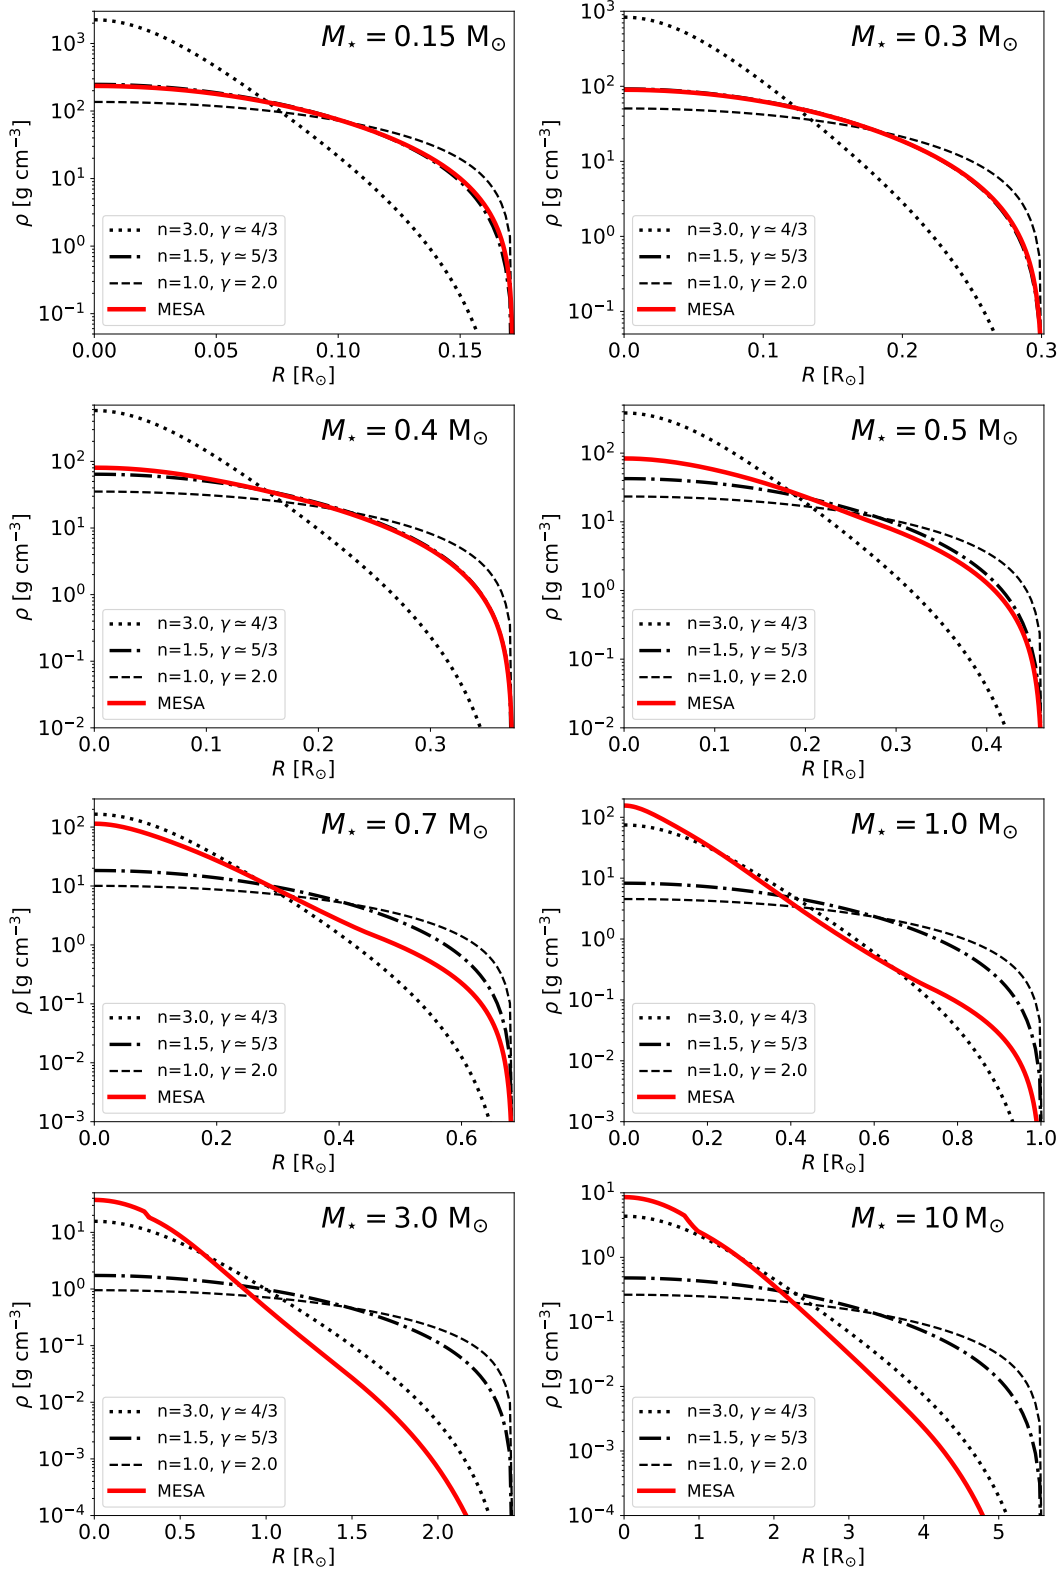 M⋆ = 0.15 M⊙
ρ [g cm⁻³]
10³
10²
10¹
10⁰
10⁻¹
n=3.0, γ ≃ 4/3
n=1.5, γ ≃ 5/3
n=1.0, γ = 2.0
MESA
0.00 0.05 0.10 0.15
R [R⊙]
M⋆ = 0.3 M⊙
ρ [g cm⁻³]
10³
10²
10¹
10⁰
10⁻¹
n=3.0, γ ≃ 4/3
n=1.5, γ ≃ 5/3
n=1.0, γ = 2.0
MESA
0.0 0.1 0.2 0.3
R [R⊙]
M⋆ = 0.4 M⊙
ρ [g cm⁻³]
10²
10¹
10⁰
10⁻¹
10⁻²
n=3.0, γ ≃ 4/3
n=1.5, γ ≃ 5/3
n=1.0, γ = 2.0
MESA
0.0 0.1 0.2 0.3
R [R⊙]
M⋆ = 0.5 M⊙
ρ [g cm⁻³]
10²
10¹
10⁰
10⁻¹
10⁻²
n=3.0, γ ≃ 4/3
n=1.5, γ ≃ 5/3
n=1.0, γ = 2.0
MESA
0.0 0.1 0.2 0.3 0.4
R [R⊙]
M⋆ = 0.7 M⊙
ρ [g cm⁻³]
10²
10¹
10⁰
10⁻¹
10⁻²
10⁻³
n=3.0, γ ≃ 4/3
n=1.5, γ ≃ 5/3
n=1.0, γ = 2.0
MESA
0.0 0.2 0.4 0.6
R [R⊙]
M⋆ = 1.0 M⊙
ρ [g cm⁻³]
10²
10¹
10⁰
10⁻¹
10⁻²
10⁻³
n=3.0, γ ≃ 4/3
n=1.5, γ ≃ 5/3
n=1.0, γ = 2.0
MESA
0.0 0.2 0.4 0.6 0.8 1.0
R [R⊙]
M⋆ = 3.0 M⊙
ρ [g cm⁻³]
10¹
10⁰
10⁻¹
10⁻²
10⁻³
10⁻⁴
n=3.0, γ ≃ 4/3
n=1.5, γ ≃ 5/3
n=1.0, γ = 2.0
MESA
0.0 0.5 1.0 1.5 2.0
R [R⊙]
M⋆ = 10 M⊙
ρ [g cm⁻³]
10¹
10⁰
10⁻¹
10⁻²
10⁻³
10⁻⁴
n=3.0, γ ≃ 4/3
n=1.5, γ ≃ 5/3
n=1.0, γ = 2.0
MESA
0 1 2 3 4 5
R [R⊙]